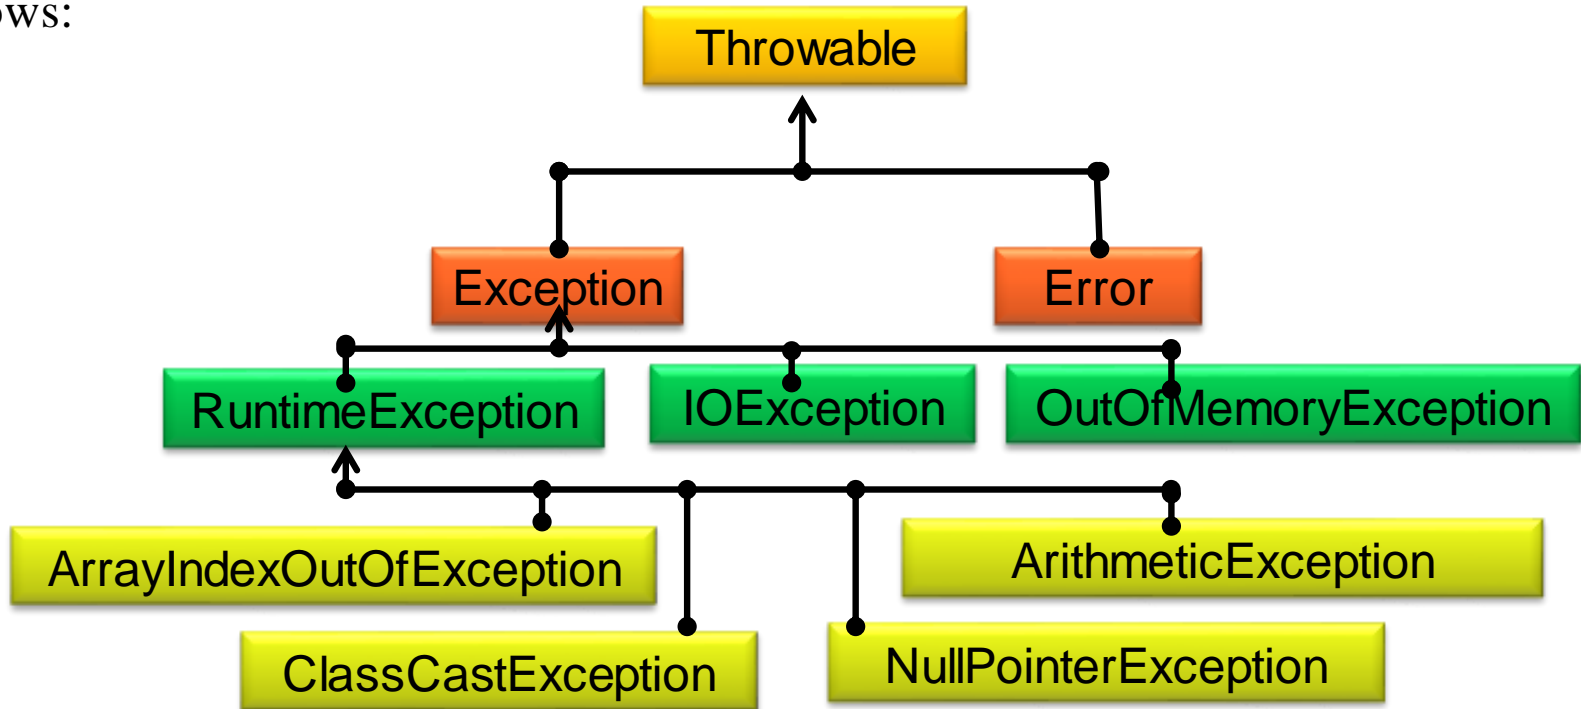 ows:
Throwable
Exception
Error
RuntimeException
IOException
OutOfMemoryException
ArrayIndexOutOfException
ArithmeticException
ClassCastException
NullPointerException